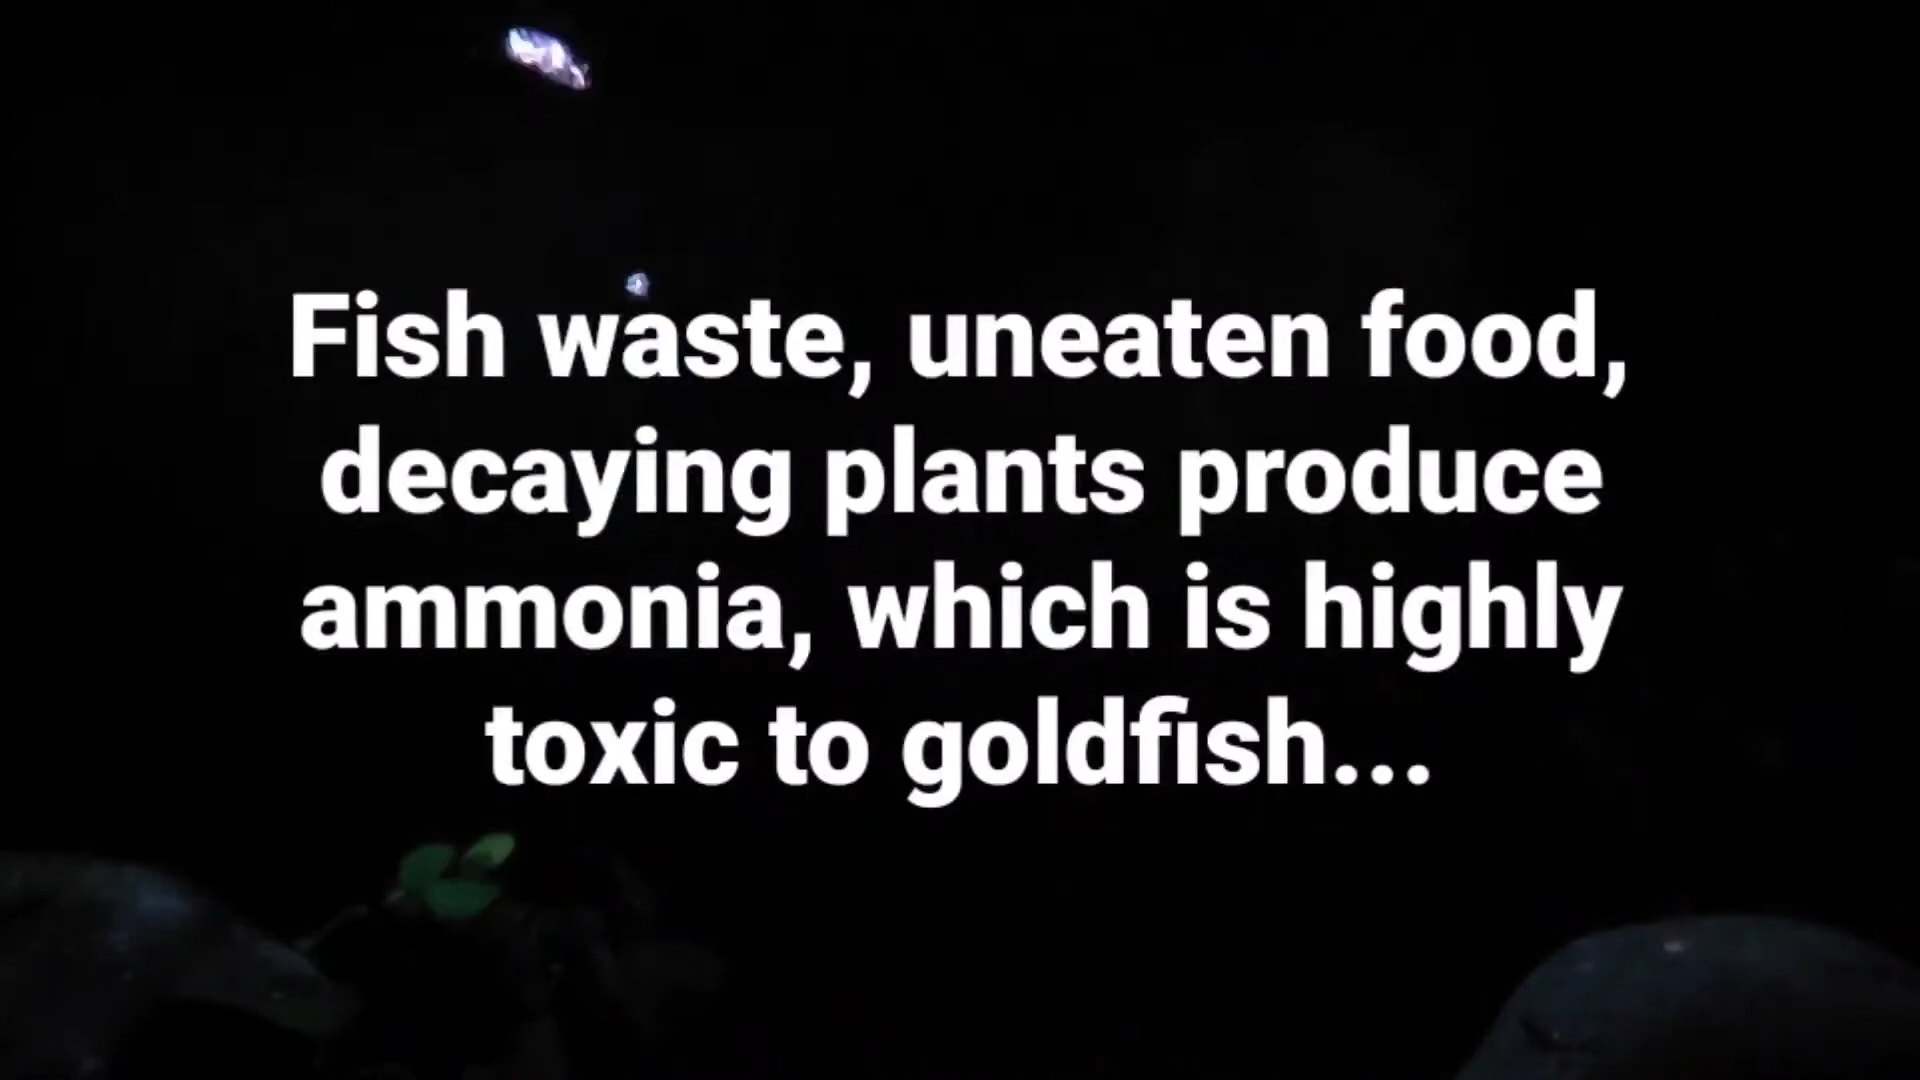 Fish waste, uneaten food,
decaying plants produce
ammonia, which is highly
toxic to goldfish...